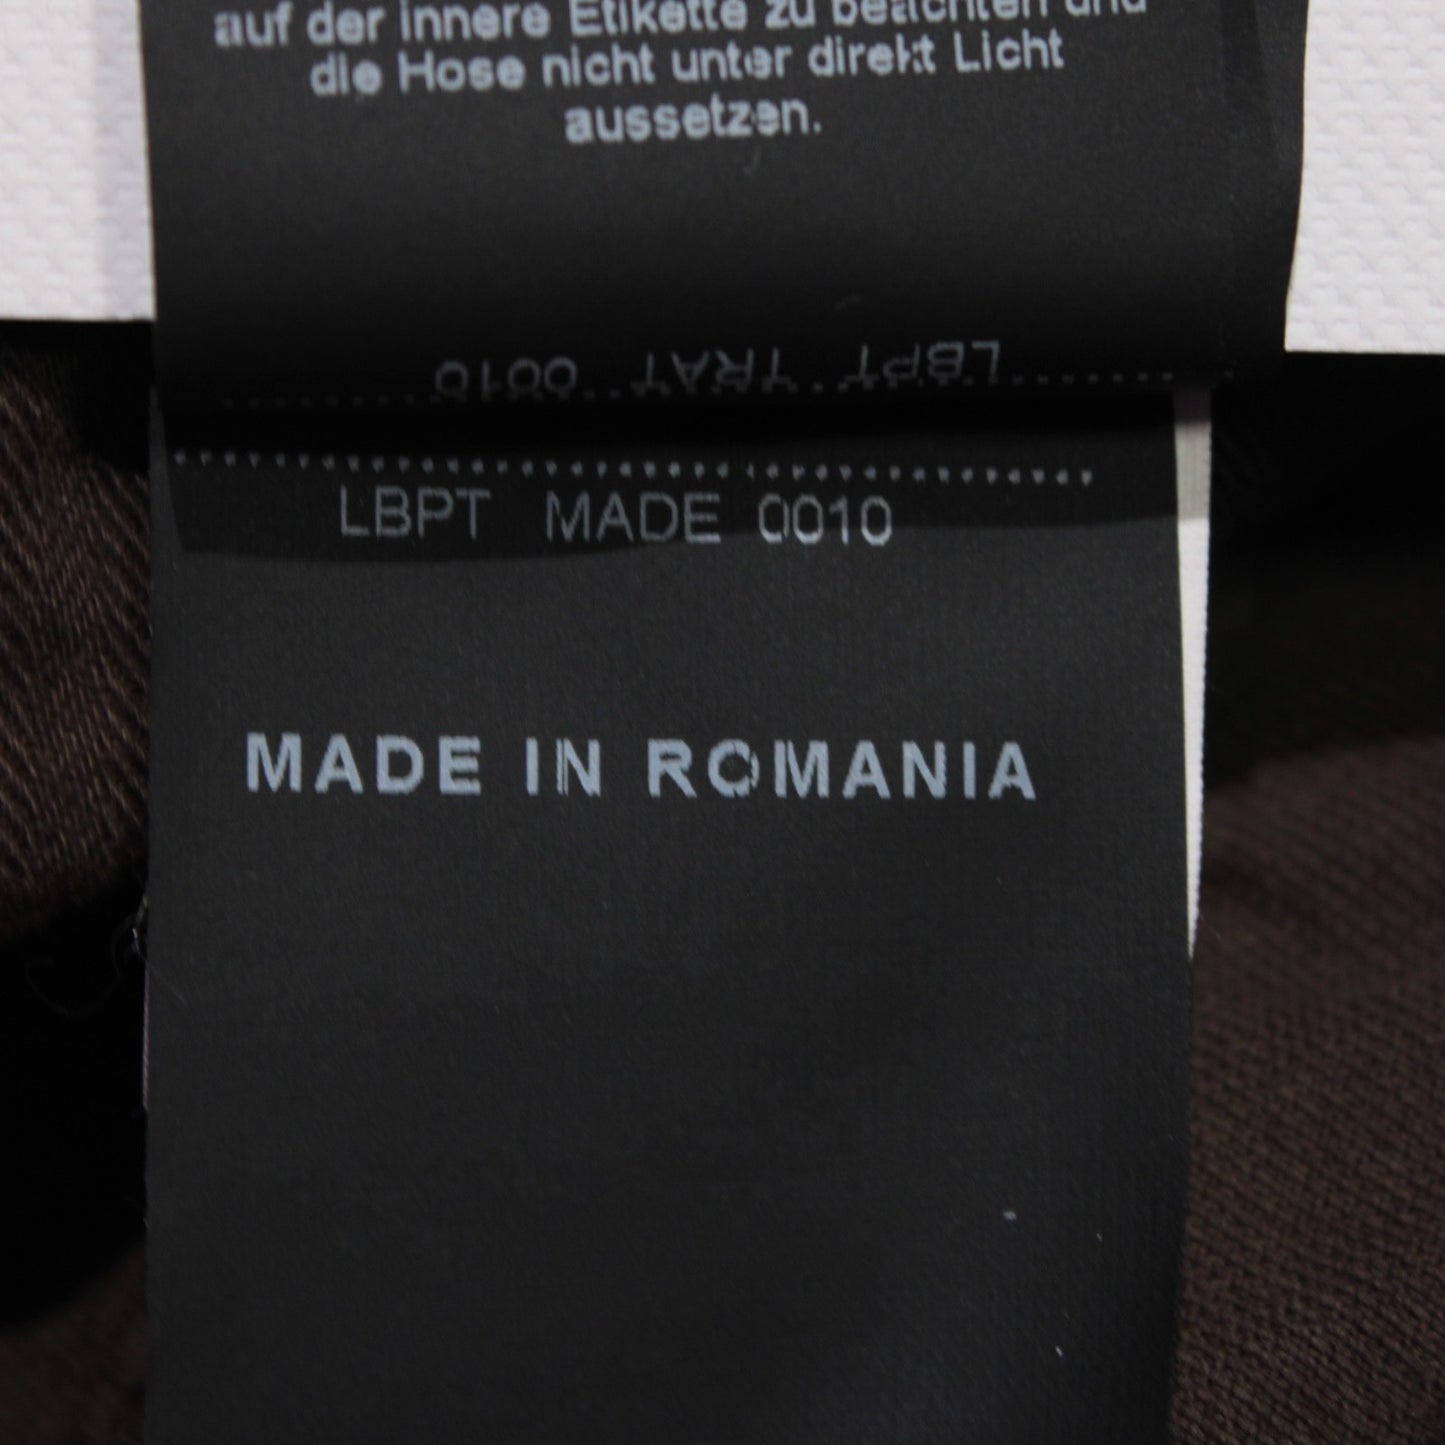 auf der innere Etikette zu beachten und
die Hose nicht unter direkt Licht
aussetzen.
LBPT TRAT 0010
LBPT MADE 0010
MADE IN ROMANIA